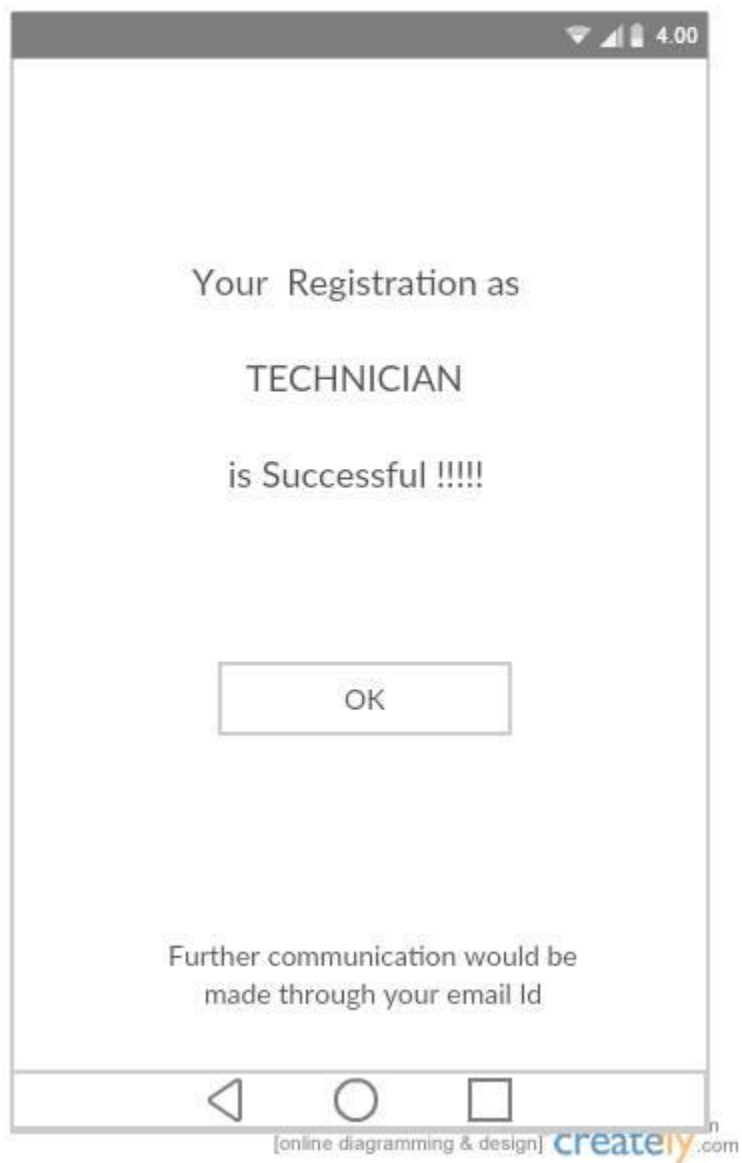 4.00
Your  Registration as
TECHNICIAN
is Successful !!!!!
OK
Further communication would be
made through your email Id
[online diagramming & design] creately.com